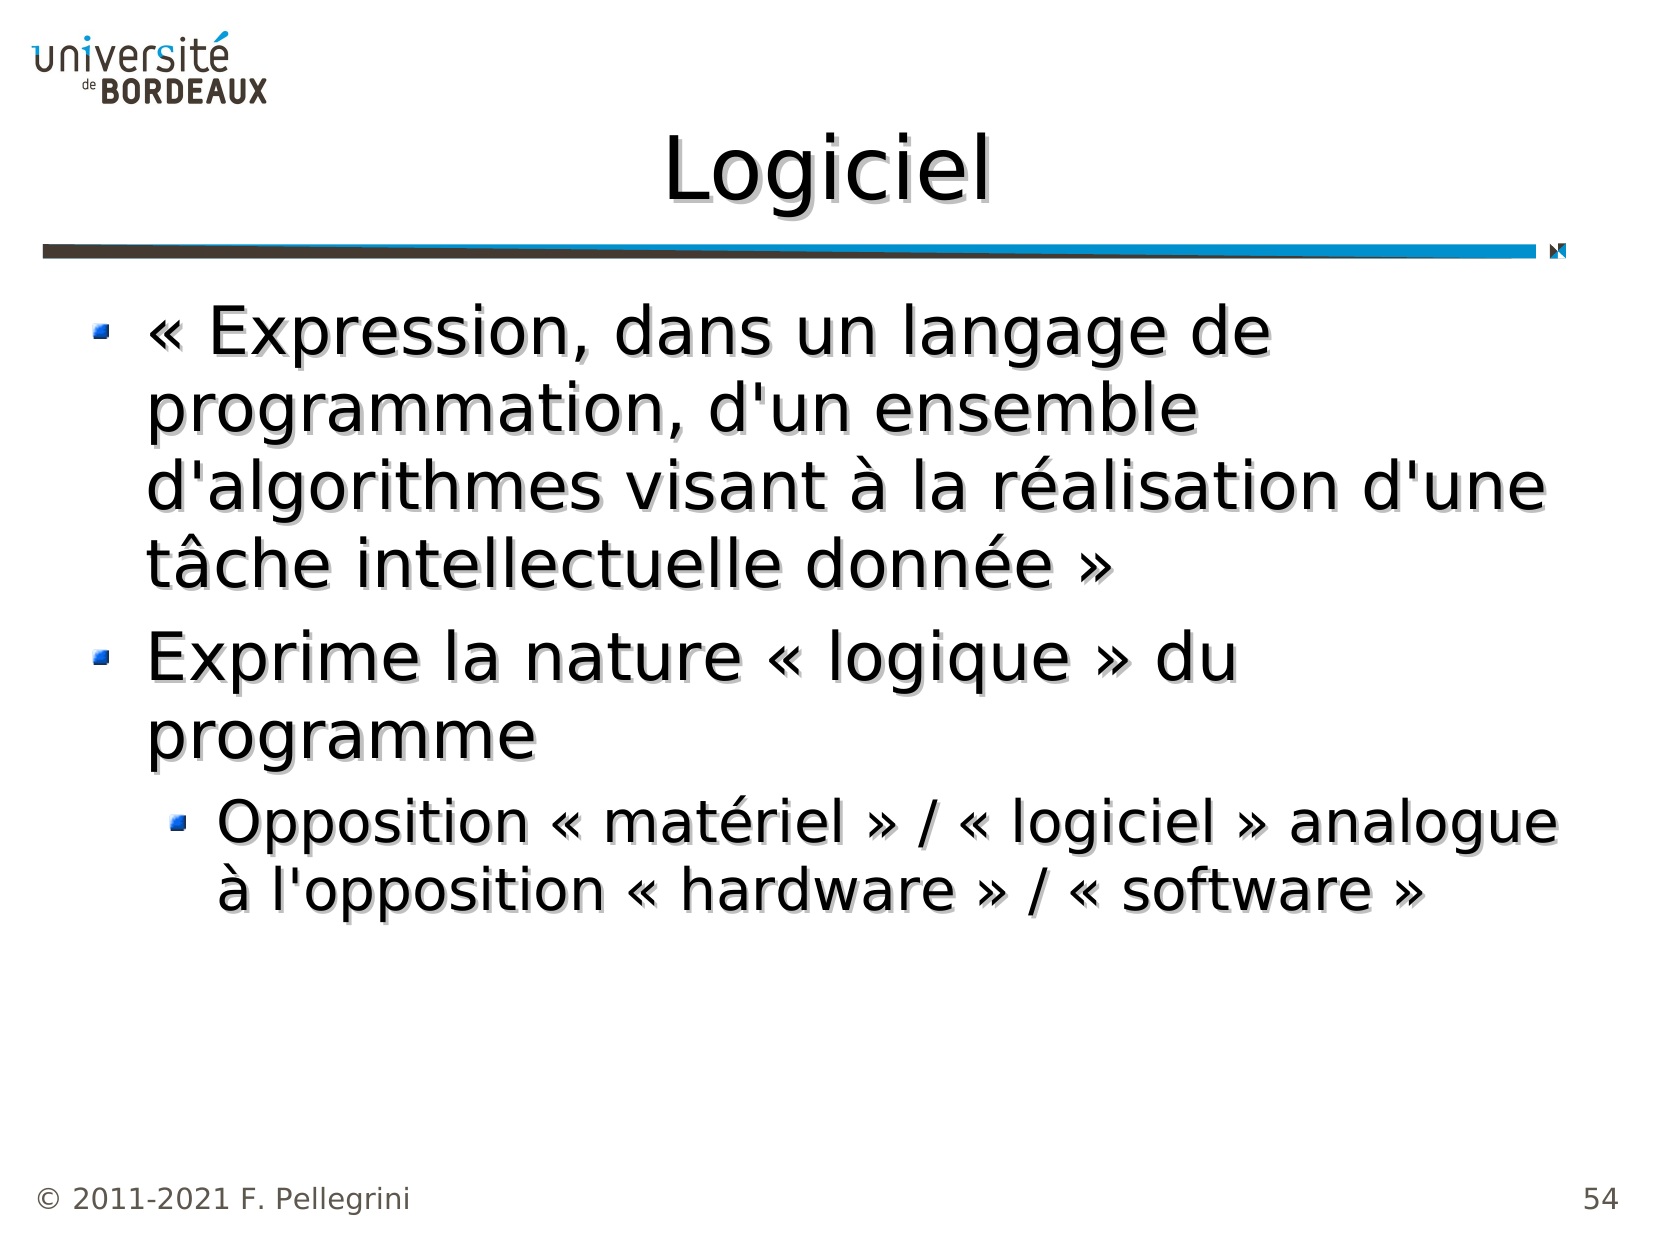 université
de BORDEAUX
Logiciel
« Expression, dans un langage de
programmation, d'un ensemble
d'algorithmes visant à la réalisation d'une
tâche intellectuelle donnée »
Exprime la nature « logique » du
programme
Opposition « matériel » / « logiciel » analogue
à l'opposition « hardware » / « software »
© 2011-2021 F. Pellegrini
54